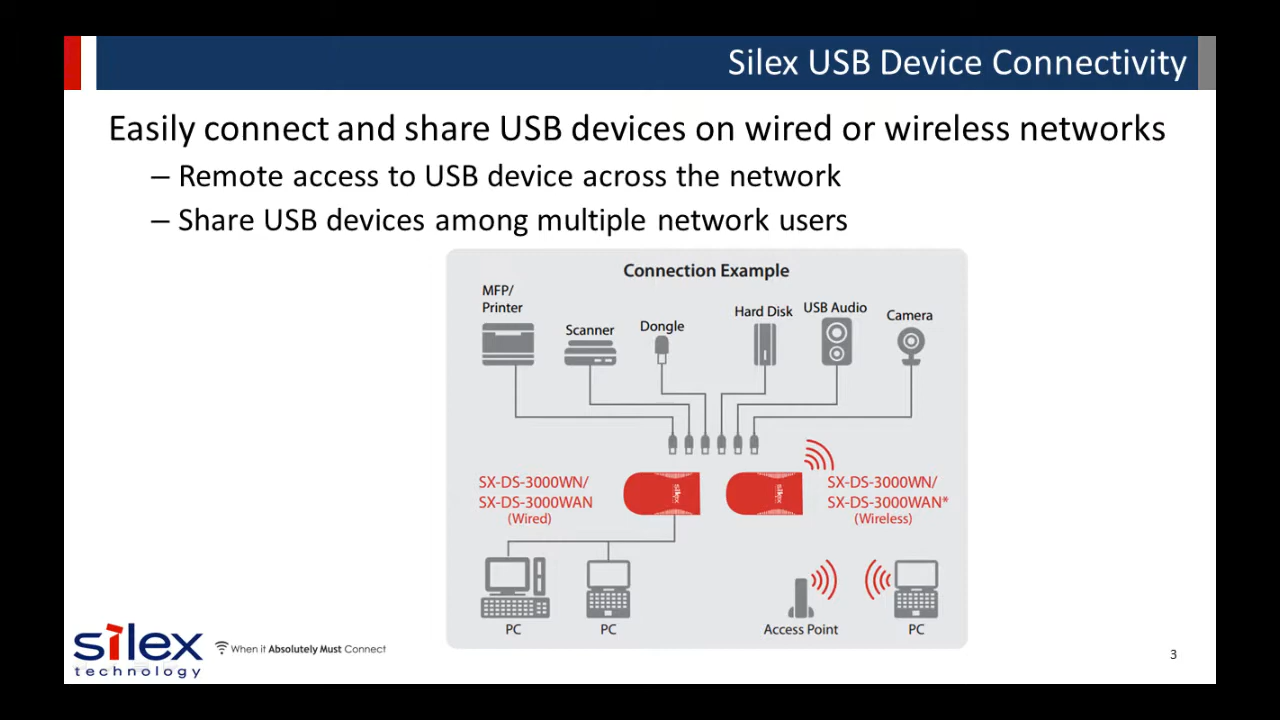 Silex USB Device Connectivity
Easily connect and share USB devices on wired or wireless networks
– Remote access to USB device across the network
– Share USB devices among multiple network users
Connection Example
MFP/
Printer
Scanner
Dongle
Hard Disk
USB Audio
Camera
SX-DS-3000WN/
SX-DS-3000WAN
(Wired)
silex
silex
SX-DS-3000WN/
SX-DS-3000WAN*
(Wireless)
PC
PC
Access Point
PC
silex
technology
When it Absolutely Must Connect
3